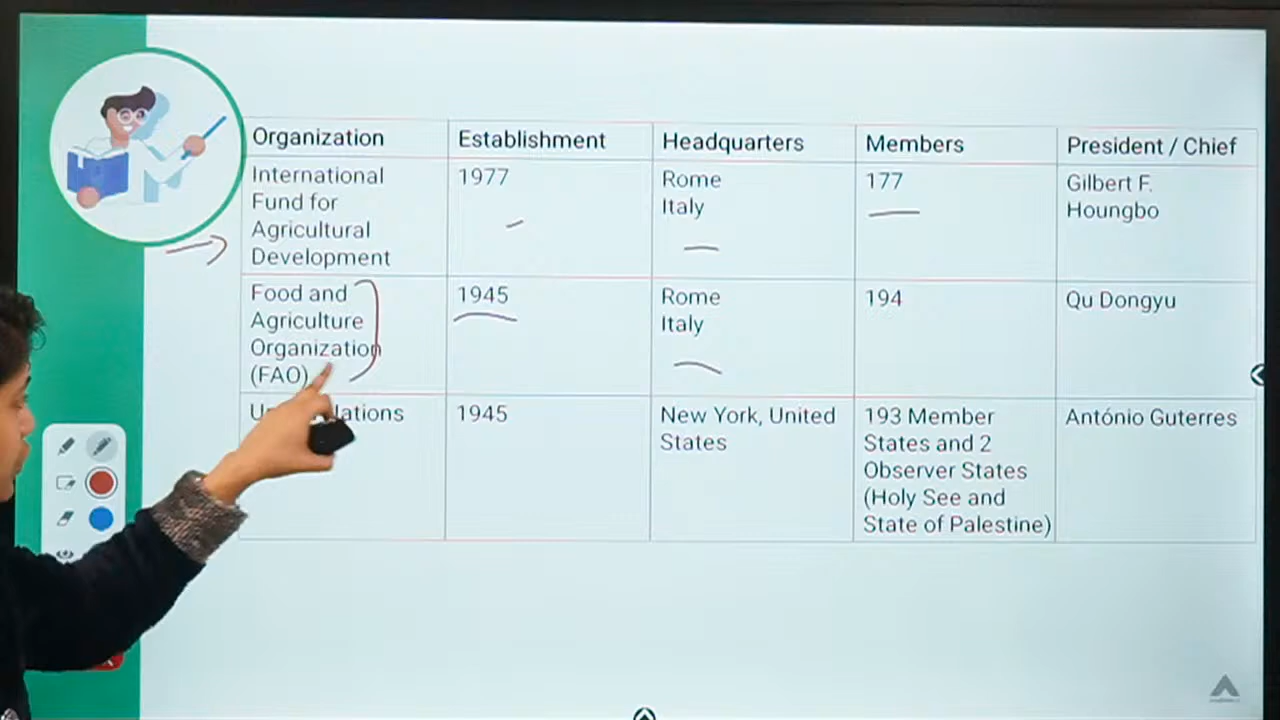 Organization
Establishment
Headquarters
Members
President / Chief
International
Fund for
Agricultural
Development
1977
Rome
Italy
177
Gilbert F.
Houngbo
Food and
Agriculture
Organization
(FAO)
1945
Rome
Italy
194
Qu Dongyu
Nations
1945
New York, United
States
193 Member
States and 2
Observer States
(Holy See and
State of Palestine)
António Guterres